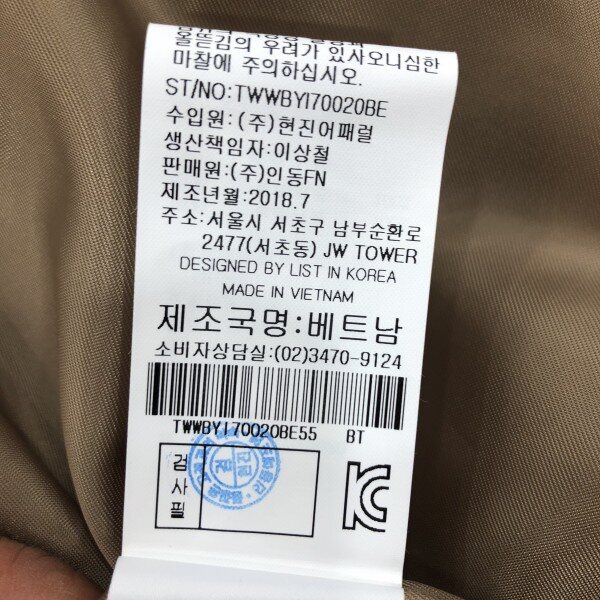 올뜯김의 우려가 있사오니심한
마찰에 주의하십시오.
ST/NO:TWWBYI70020BE
수입원:(주)현진어패럴
생산책임자:이상철
판매원:(주)인동FN
제조년월:2018.7
주소:서울시 서초구 남부순환로
2477(서초동) JW TOWER
DESIGNED BY LIST IN KOREA
MADE IN VIETNAM
제조국명:베트남
소비자상담실:(02)3470-9124
TWWBYI70020BE55 BT
검사필